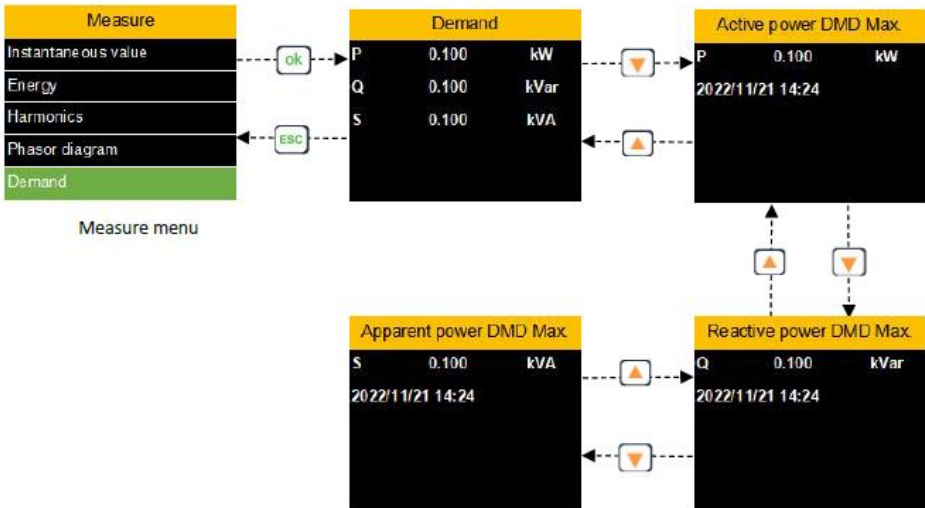 Measure
Instantaneous value
Energy
Harmonics
Phasor diagram
Demand
Measure menu
ok
ESC
Demand
P 0.100 kW
Q 0.100 kVar
S 0.100 kVA
Active power DMD Max.
P 0.100 kW
2022/11/21 14:24
Apparent power DMD Max.
S 0.100 kVA
2022/11/21 14:24
Reactive power DMD Max.
Q 0.100 kVar
2022/11/21 14:24